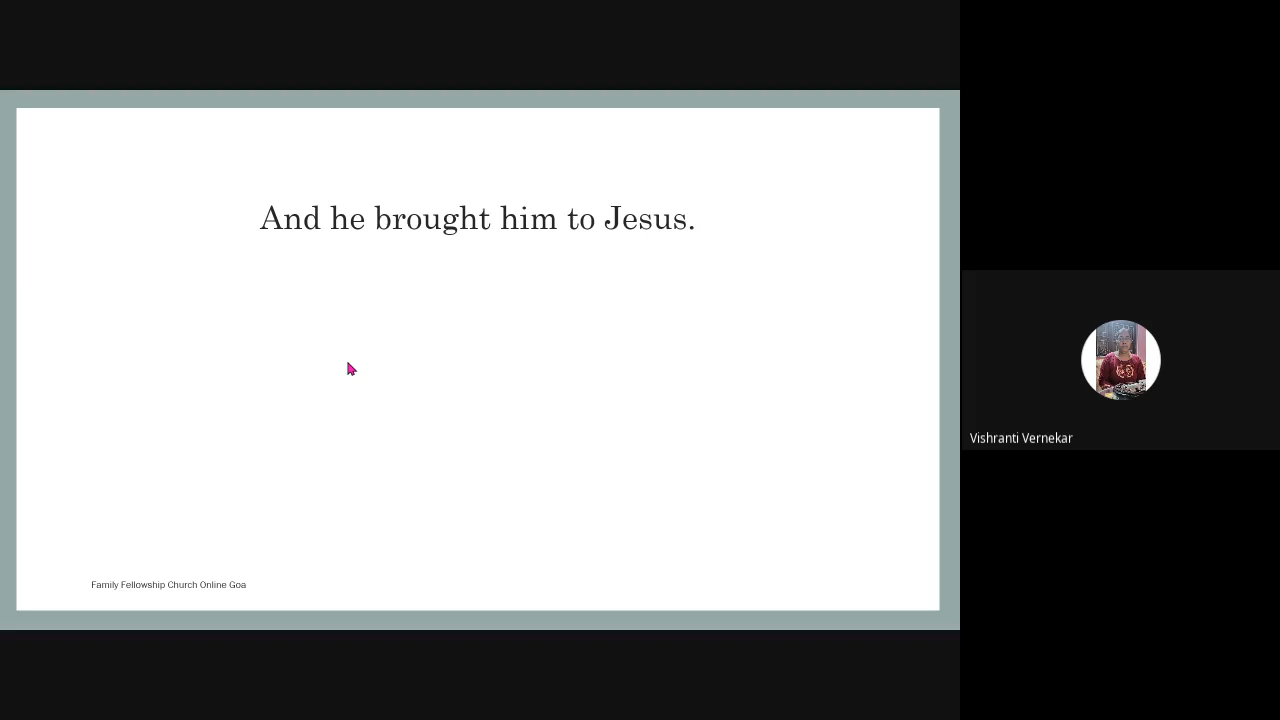 And he brought him to Jesus.
Family Fellowship Church Online Goa
Vishranti Vernekar